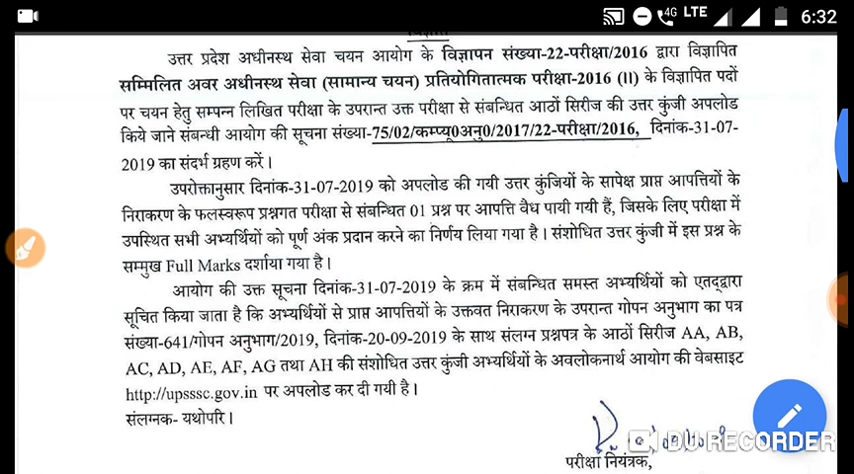 4G LTE 6:32
विज्ञप्ति
उत्तर प्रदेश अधीनस्थ सेवा चयन आयोग के विज्ञापन संख्या-22-परीक्षा/2016 द्वारा विज्ञापित
सम्मिलित अवर अधीनस्थ सेवा (सामान्य चयन) प्रतियोगितात्मक परीक्षा-2016 (II) के विज्ञापित पदों
पर चयन हेतु सम्पन्न लिखित परीक्षा के उपरान्त उक्त परीक्षा से संबन्धित आठों सिरीज की उत्तर कुंजी अपलोड
किये जाने संबन्धी आयोग की सूचना संख्या-75/02/कम्प्यू0अनु0/2017/22-परीक्षा/2016, दिनांक-31-07-
2019 का संदर्भ ग्रहण करें।
उपरोक्तानुसार दिनांक-31-07-2019 को अपलोड की गयी उत्तर कुंजियों के सापेक्ष प्राप्त आपत्तियों के
निराकरण के फलस्वरूप प्रश्नगत परीक्षा से संबन्धित 01 प्रश्न पर आपत्ति वैध पायी गयी हैं, जिसके लिए परीक्षा में
उपस्थित सभी अभ्यर्थियों को पूर्ण अंक प्रदान करने का निर्णय लिया गया है। संशोधित उत्तर कुंजी में इस प्रश्न के
सम्मुख Full Marks दर्शाया गया है।
आयोग की उक्त सूचना दिनांक-31-07-2019 के क्रम में संबन्धित समस्त अभ्यर्थियों को एतद्द्वारा
सूचित किया जाता है कि अभ्यर्थियों से प्राप्त आपत्तियों के उक्तवत निराकरण के उपरान्त गोपन अनुभाग का पत्र
संख्या-641/गोपन अनुभाग/2019, दिनांक-20-09-2019 के साथ संलग्न प्रश्नपत्र के आठों सिरीज AA, AB,
AC, AD, AE, AF, AG तथा AH की संशोधित उत्तर कुंजी अभ्यर्थियों के अवलोकनार्थ आयोग की वेबसाइट
http://upsssc.gov.in पर अपलोड कर दी गयी है।
संलग्नक- यथोपरि।
DU RECORDER
परीक्षा नियंत्रक,